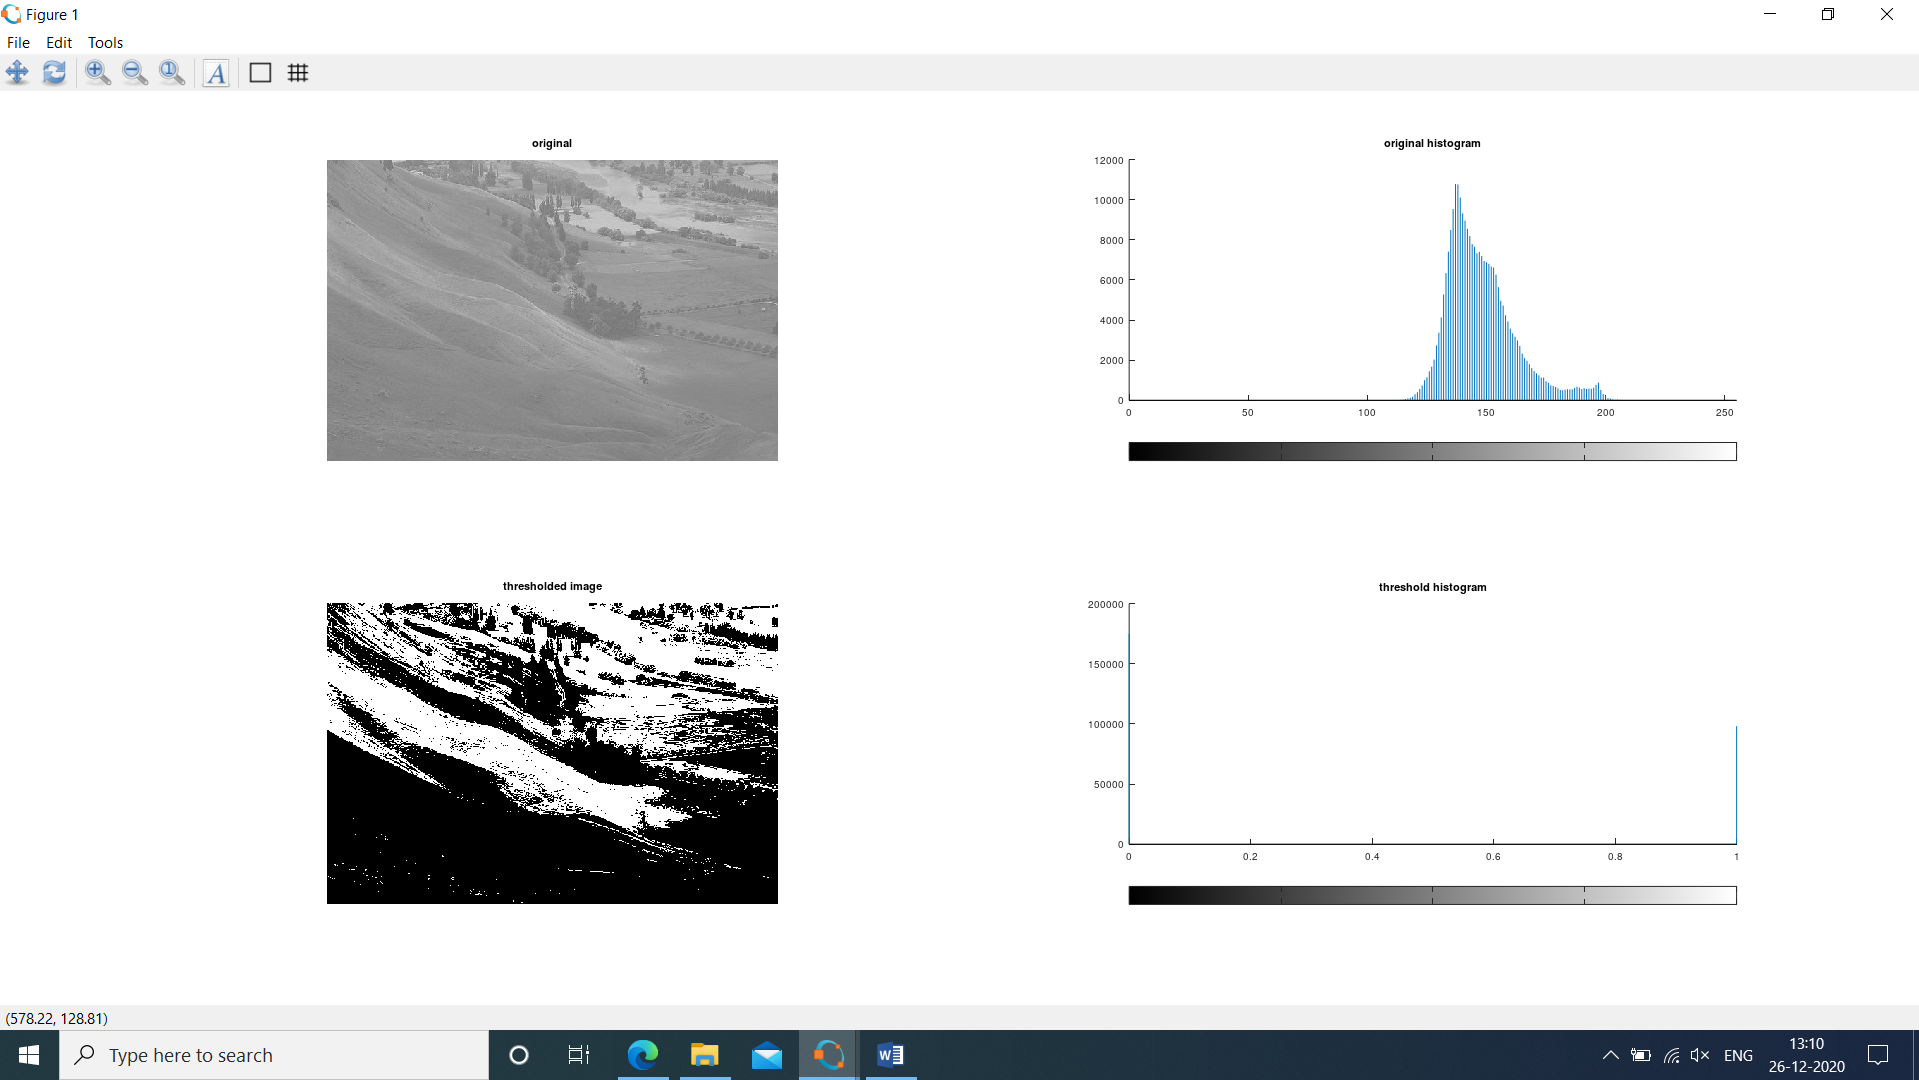 Figure 1
File Edit Tools
A
original
original histogram
12000
10000
8000
6000
4000
2000
0
0 50 100 150 200 250
thresholded image
threshold histogram
200000
150000
100000
50000
0
0 0.2 0.4 0.6 0.8 1
(578.22, 128.81)
Type here to search
W
ENG
13:10
26-12-2020